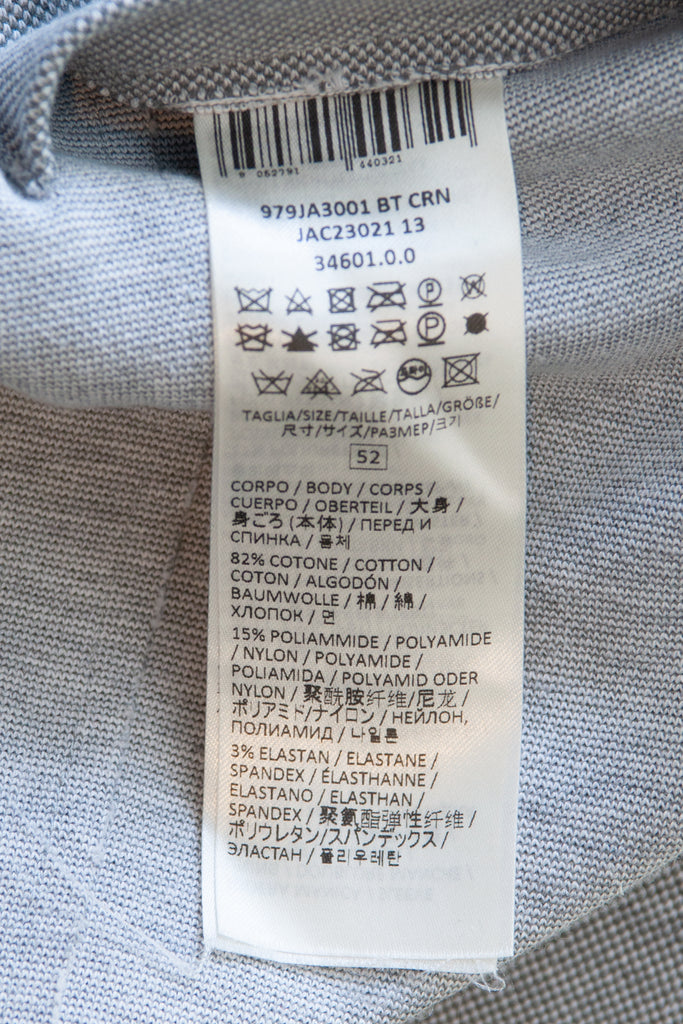 9 052791 440321
979JA3001 BT CRN
JAC23021 13
34601.0.0
TAGLIA/SIZE/TAILLE/TALLA/GRÖßE/
尺寸/サイズ/РАЗМЕР/크기
52
CORPO / BODY / CORPS /
CUERPO / OBERTEIL / 大身 /
身ごろ (本体) / ПЕРЕД И
СПИНКА / 몸체
82% COTONE / COTTON /
COTON / ALGODÓN /
BAUMWOLLE / 棉 / 綿 /
ХЛОПОК / 면
15% POLIAMMIDE / POLYAMIDE
/ NYLON / POLYAMIDE /
POLIAMIDA / POLYAMID ODER
NYLON / 聚酰胺纤维/尼龙 /
ポリアミド/ナイロン / НЕЙЛОН,
ПОЛИАМИД / 나일론
3% ELASTAN / ELASTANE /
SPANDEX / ÉLASTHANNE /
ELASTANO / ELASTHAN /
SPANDEX / 聚氨酯弹性纤维 /
ポリウレタン/スパンデックス /
ЭЛАСТАН / 폴리우레탄